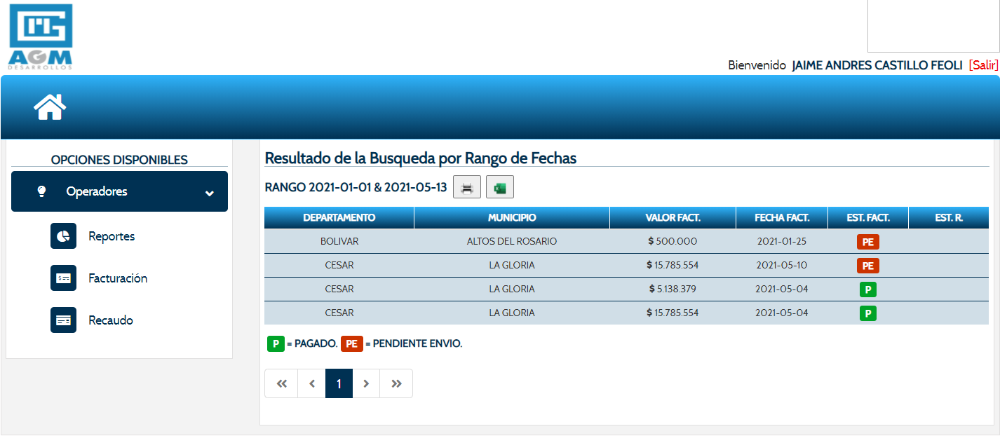 AGM
DESARROLLOS
Bienvenido JAIME ANDRES CASTILLO FEOLI [Salir]
OPCIONES DISPONIBLES
Operadores
Reportes
Facturación
Recaudo
Resultado de la Busqueda por Rango de Fechas
RANGO 2021-01-01 & 2021-05-13
DEPARTAMENTO MUNICIPIO VALOR FACT. FECHA FACT. EST. FACT. EST. R.
BOLIVAR ALTOS DEL ROSARIO $ 500.000 2021-01-25 PE
CESAR LA GLORIA $ 15.785.554 2021-05-10 PE
CESAR LA GLORIA $ 5.138.379 2021-05-04 P
CESAR LA GLORIA $ 15.785.554 2021-05-04 P
P = PAGADO. PE = PENDIENTE ENVIO.
« ‹ 1 › »